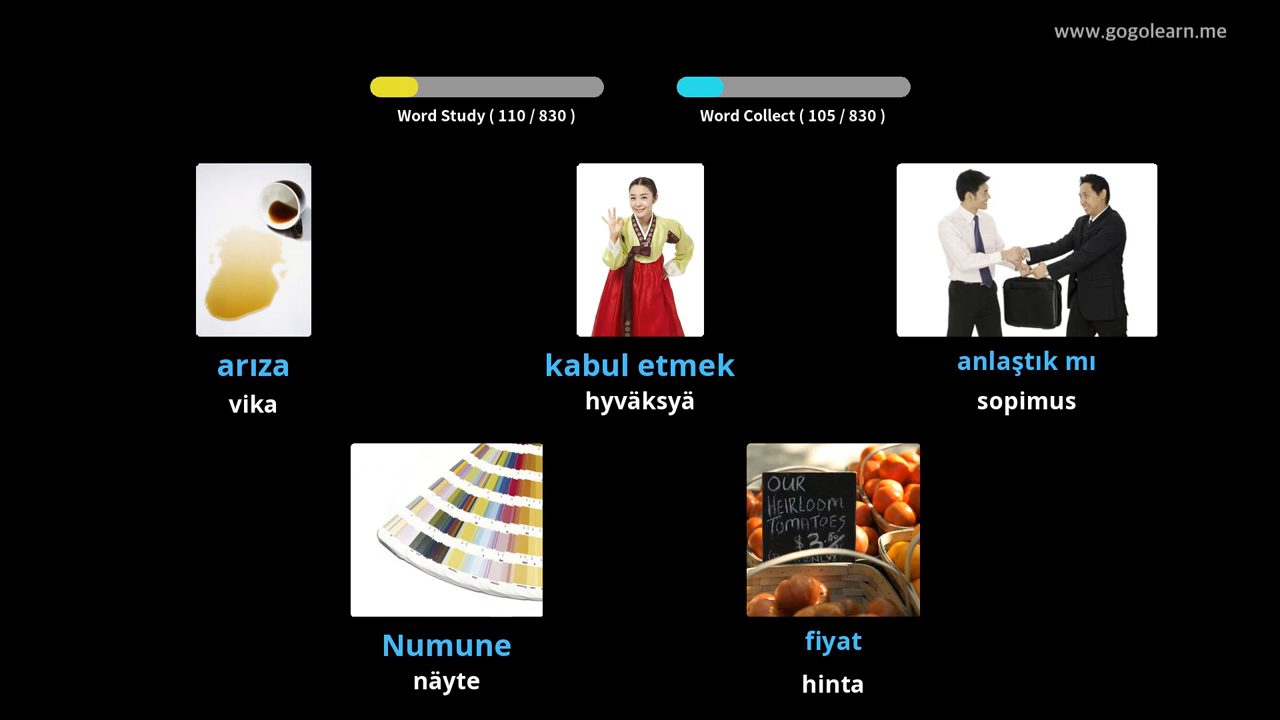 www.gogolearn.me
Word Study ( 110 / 830 )
Word Collect ( 105 / 830 )
arıza
vika
kabul etmek
hyväksyä
anlaştık mı
sopimus
OUR
HEIRLOOM
TOMATOES
Numune
näyte
fiyat
hinta